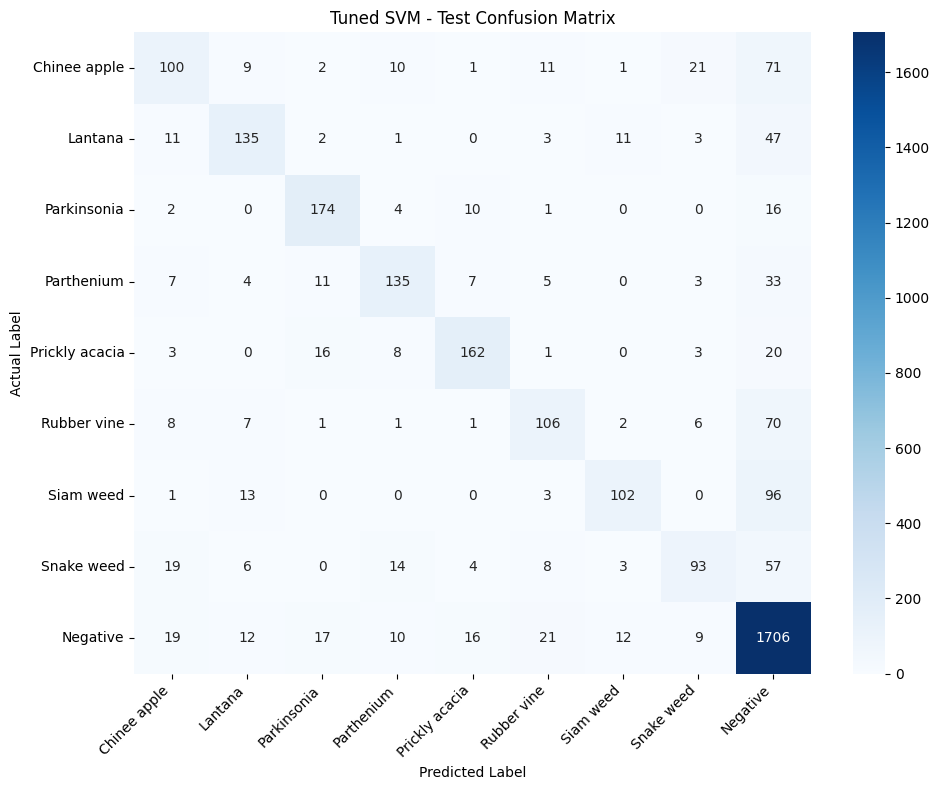 Tuned SVM - Test Confusion Matrix
Actual Label
Chinee apple 100 9 2 10 1 11 1 21 71
Lantana 11 135 2 1 0 3 11 3 47
Parkinsonia 2 0 174 4 10 1 0 0 16
Parthenium 7 4 11 135 7 5 0 3 33
Prickly acacia 3 0 16 8 162 1 0 3 20
Rubber vine 8 7 1 1 1 106 2 6 70
Siam weed 1 13 0 0 0 3 102 0 96
Snake weed 19 6 0 14 4 8 3 93 57
Negative 19 12 17 10 16 21 12 9 1706
Chinee apple Lantana Parkinsonia Parthenium Prickly acacia Rubber vine Siam weed Snake weed Negative
Predicted Label
1600
1400
1200
1000
800
600
400
200
0